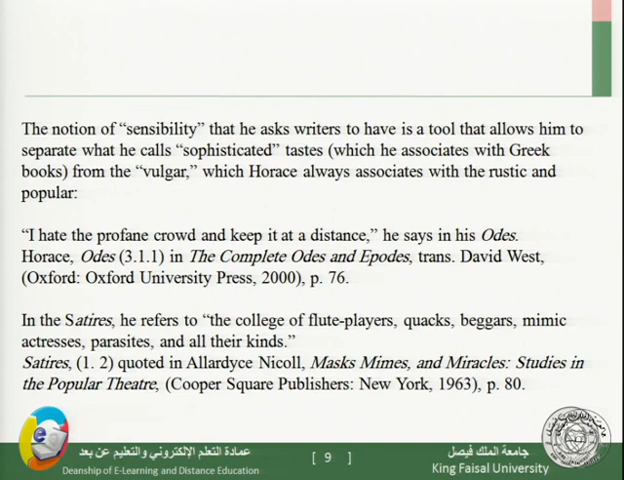 The notion of “sensibility” that he asks writers to have is a tool that allows him to
separate what he calls “sophisticated” tastes (which he associates with Greek
books) from the “vulgar,” which Horace always associates with the rustic and
popular:
“I hate the profane crowd and keep it at a distance,” he says in his Odes.
Horace, Odes (3.1.1) in The Complete Odes and Epodes, trans. David West,
(Oxford: Oxford University Press, 2000), p. 76.
In the Satires, he refers to “the college of flute-players, quacks, beggars, mimic
actresses, parasites, and all their kinds.”
Satires, (1. 2) quoted in Allardyce Nicoll, Masks Mimes, and Miracles: Studies in
the Popular Theatre, (Cooper Square Publishers: New York, 1963), p. 80.
عمادة التعلم الإلكتروني والتعليم عن بعد
Deanship of E-Learning and Distance Education
[ 9 ]
جامعة الملك فيصل
King Faisal University